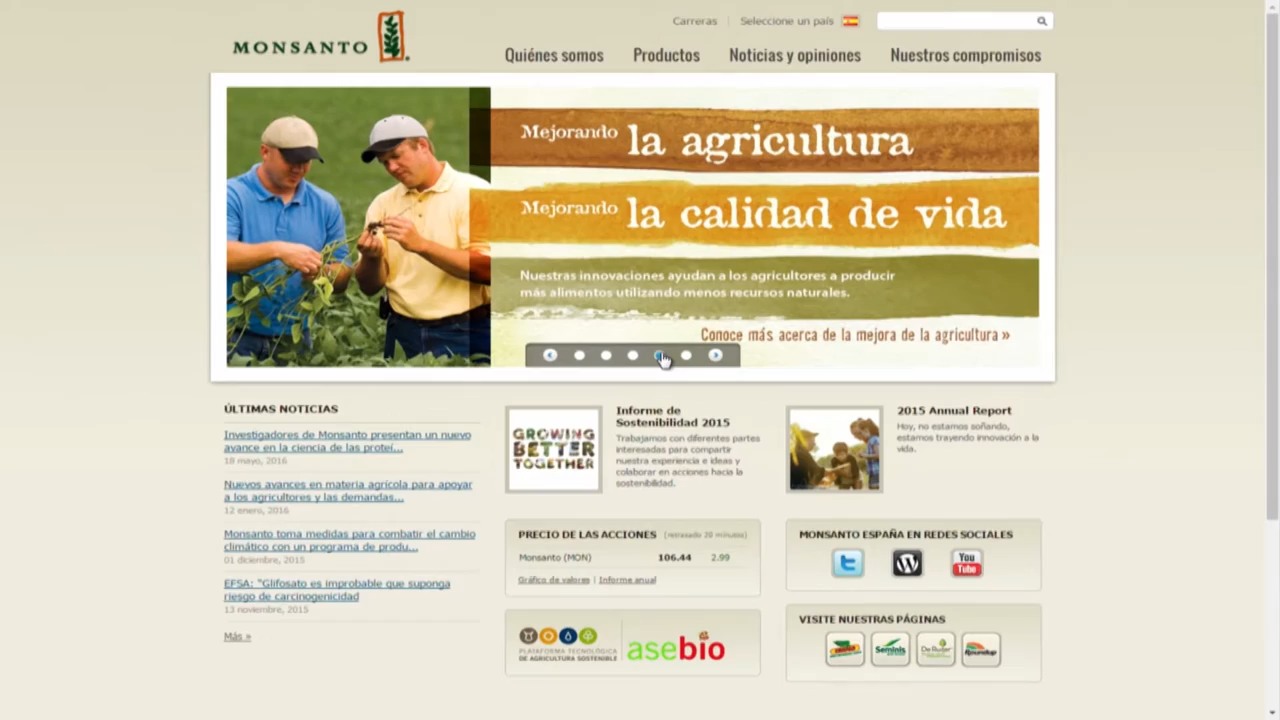 Carreras
Seleccione un país
MONSANTO
Quiénes somos
Productos
Noticias y opiniones
Nuestros compromisos
Mejorando la agricultura
Mejorando la calidad de vida
Nuestras innovaciones ayudan a los agricultores a producir
más alimentos utilizando menos recursos naturales.
Conoce más acerca de la mejora de la agricultura »
ÚLTIMAS NOTICIAS
Investigadores de Monsanto presentan un nuevo
avance en la ciencia de las protei...
18 mayo, 2016
Nuevos avances en materia agrícola para apoyar
a los agricultores y las demandas...
12 enero, 2016
Monsanto toma medidas para combatir el cambio
climático con un programa de produ...
01 diciembre, 2015
EFSA: "Glifosato es improbable que suponga
riesgo de carcinogenicidad
13 noviembre, 2015
Más »
GROWING
BETTER
TOGETHER
Informe de
Sostenibilidad 2015
Trabajamos con diferentes partes
interesadas para compartir
nuestra experiencia e ideas y
colaborar en acciones hacia la
sostenibilidad.
2015 Annual Report
Hoy, no estamos soñando,
estamos trayendo innovación a la
vida.
PRECIO DE LAS ACCIONES (retrasado 20 minutos)
Monsanto (MON) 106.44 2.99
Gráfico de valores | Informe anual
PLATAFORMA TECNOLÓGICA
DE AGRICULTURA SOSTENIBLE
asebio
MONSANTO ESPAÑA EN REDES SOCIALES
You
Tube
VISITE NUESTRAS PÁGINAS
Seminis
De Ruiter
Roundup